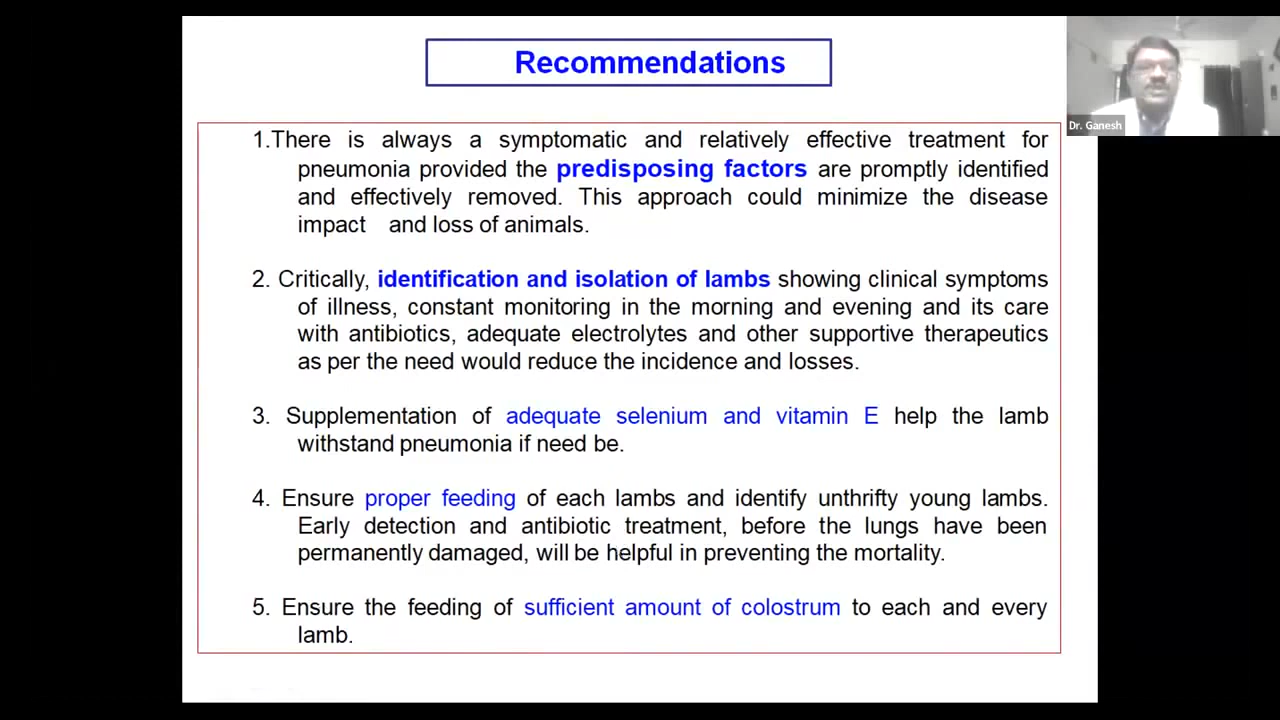 Recommendations
Dr. Ganesh
1.There is always a symptomatic and relatively effective treatment for
pneumonia provided the predisposing factors are promptly identified
and effectively removed. This approach could minimize the disease
impact and loss of animals.
2. Critically, identification and isolation of lambs showing clinical symptoms
of illness, constant monitoring in the morning and evening and its care
with antibiotics, adequate electrolytes and other supportive therapeutics
as per the need would reduce the incidence and losses.
3. Supplementation of adequate selenium and vitamin E help the lamb
withstand pneumonia if need be.
4. Ensure proper feeding of each lambs and identify unthrifty young lambs.
Early detection and antibiotic treatment, before the lungs have been
permanently damaged, will be helpful in preventing the mortality.
5. Ensure the feeding of sufficient amount of colostrum to each and every
lamb.